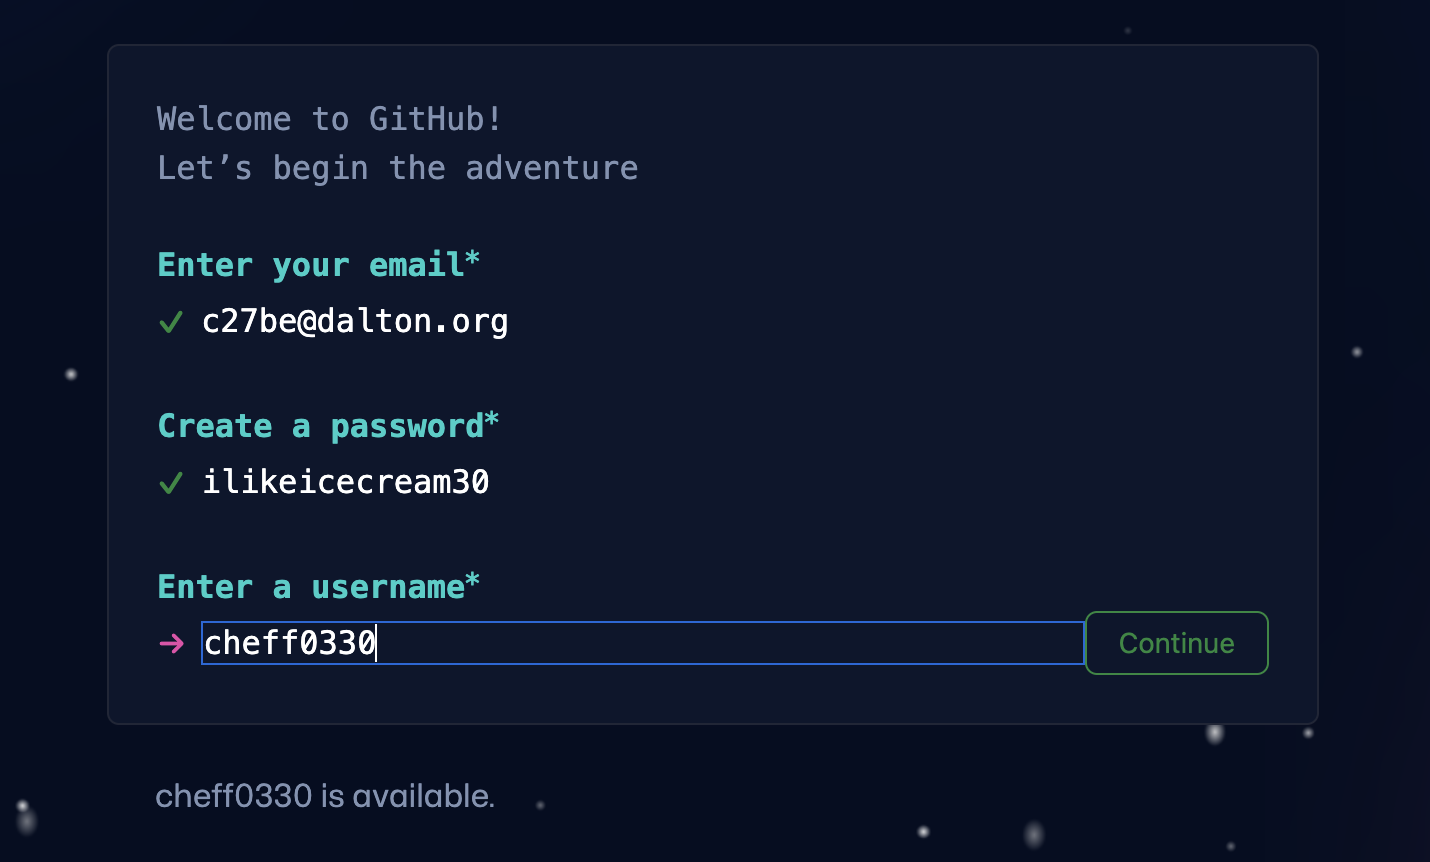 Welcome to GitHub!
Let’s begin the adventure
Enter your email*
c27be@dalton.org
Create a password*
ilikeicecream30
Enter a username*
cheff0330
Continue
cheff0330 is available.